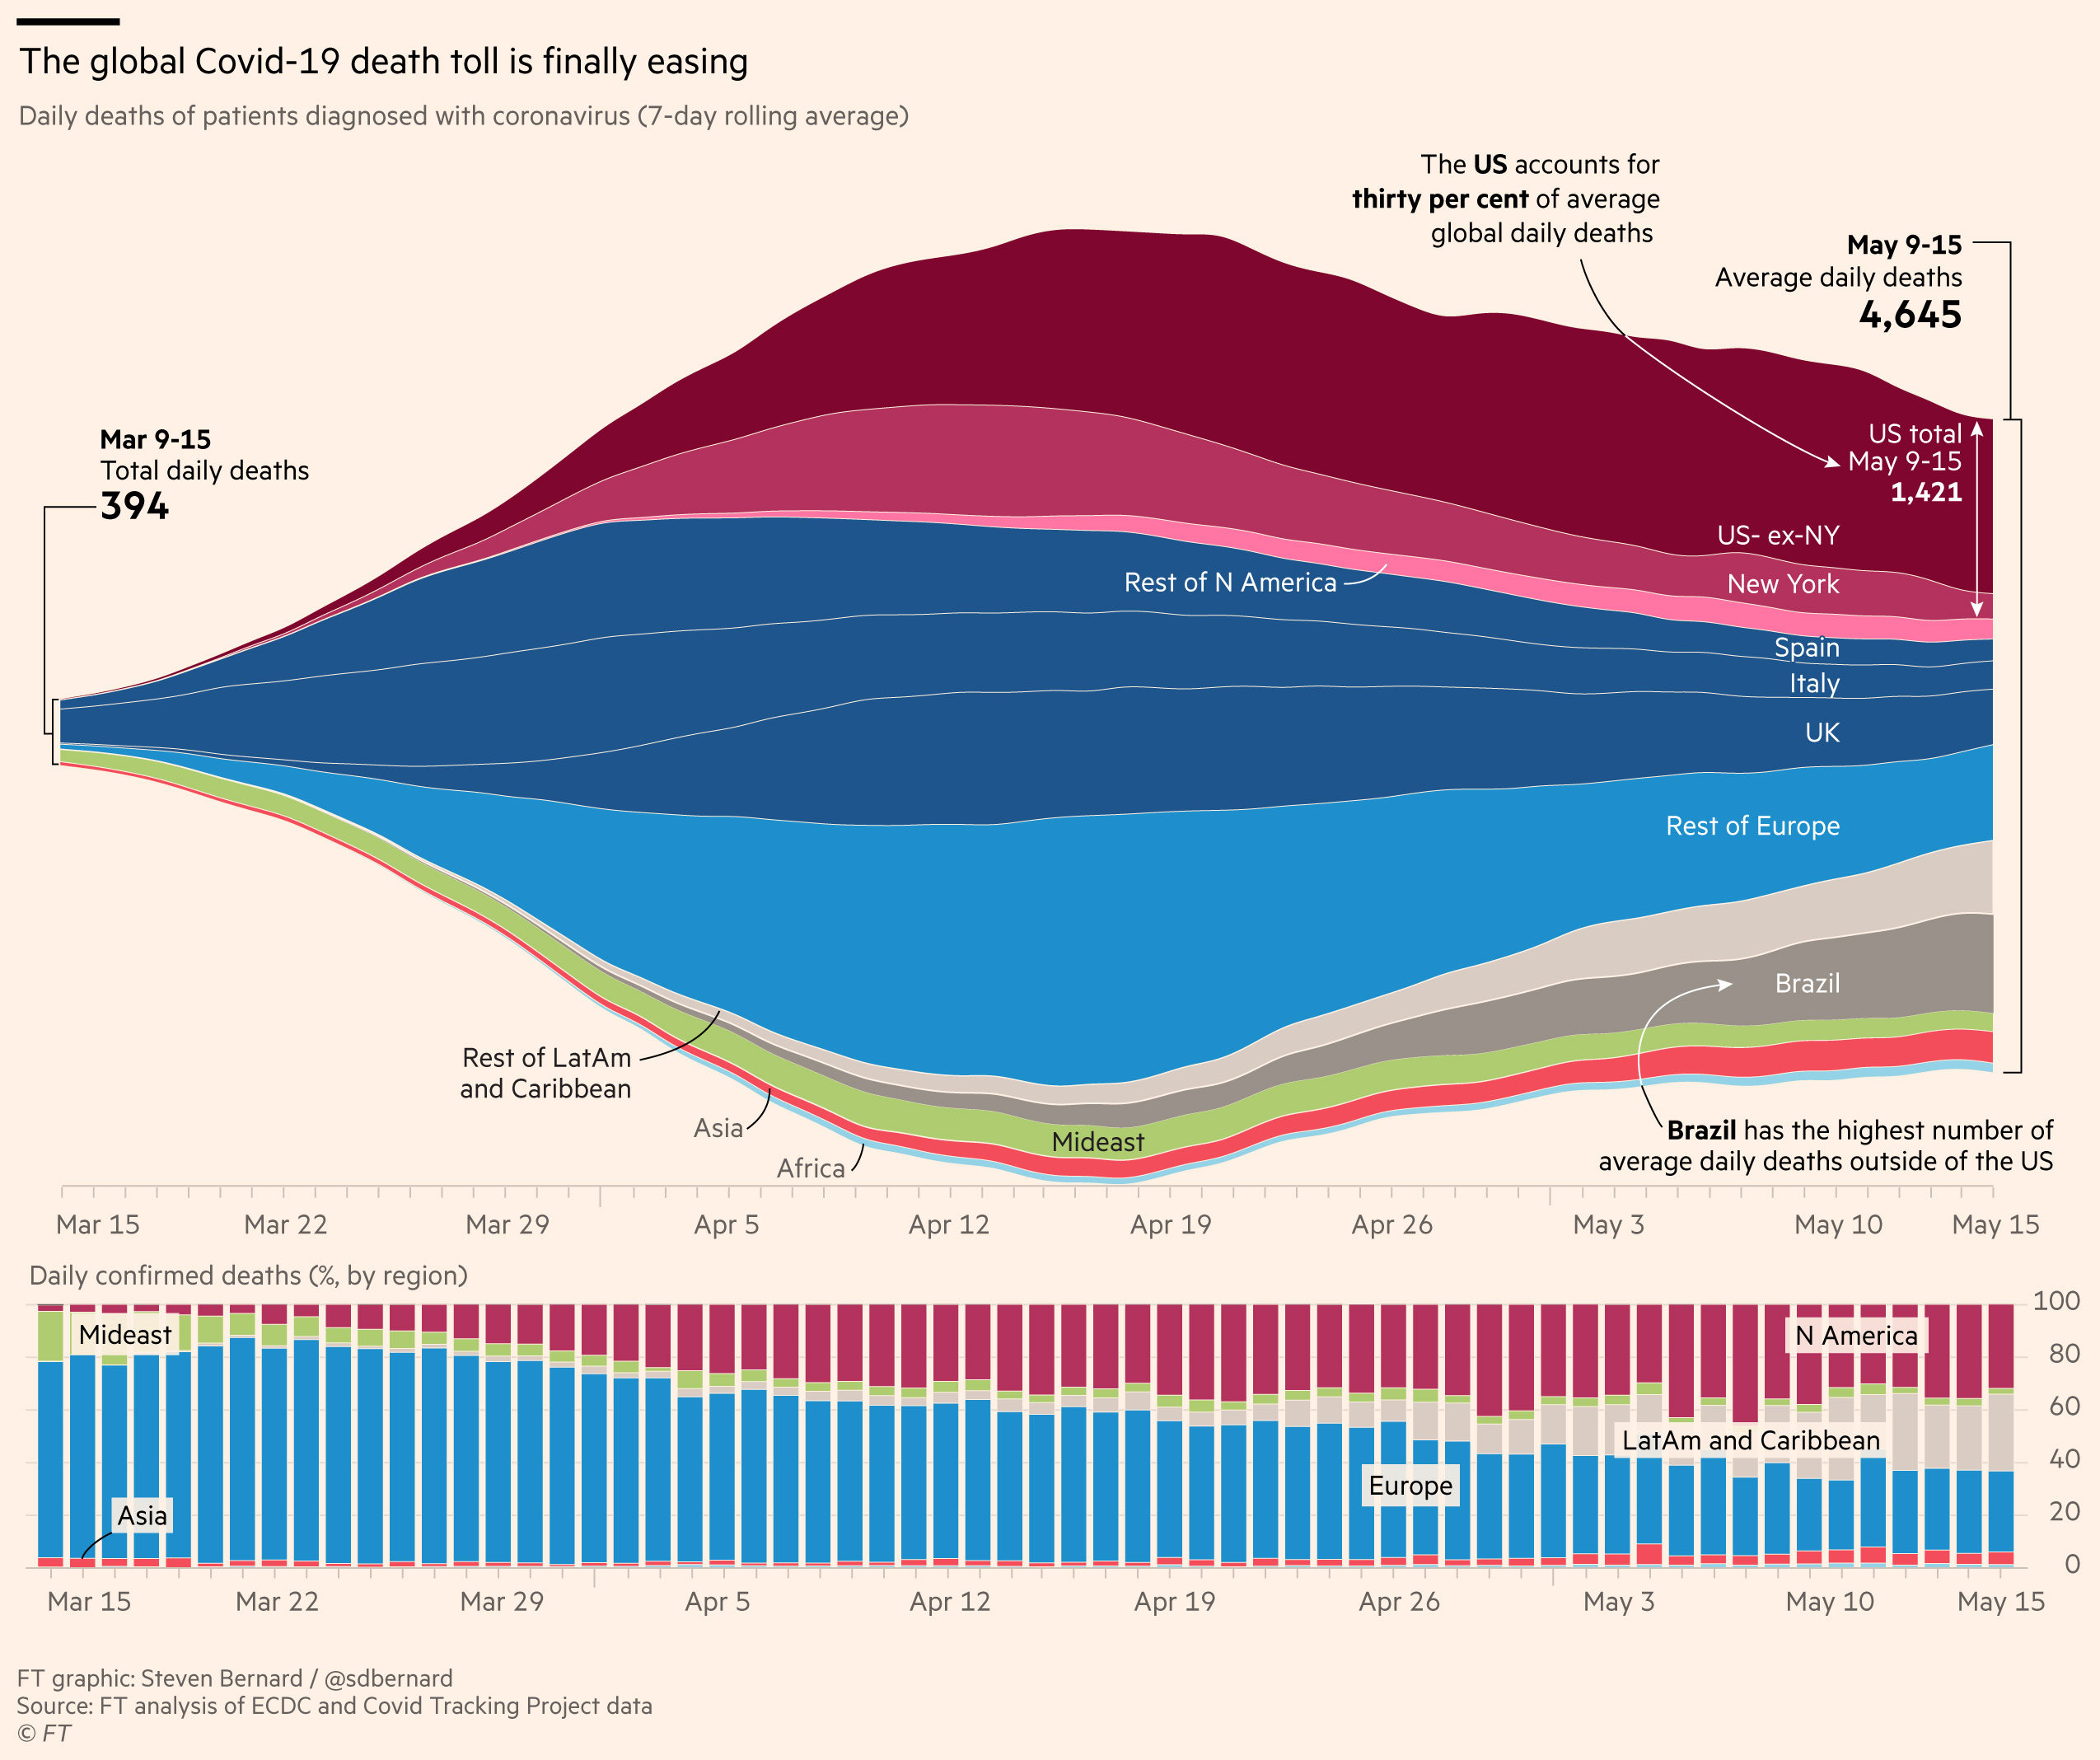 The global Covid-19 death toll is finally easing
Daily deaths of patients diagnosed with coronavirus (7-day rolling average)
The US accounts for
thirty per cent of average
global daily deaths
May 9-15
Average daily deaths
4,645
Mar 9-15
Total daily deaths
394
US total
May 9-15
1,421
US- ex-NY
New York
Rest of N America
Spain
Italy
UK
Rest of Europe
Brazil
Rest of LatAm
and Caribbean
Asia
Africa
Mideast
Brazil has the highest number of
average daily deaths outside of the US
Mar 15 Mar 22 Mar 29 Apr 5 Apr 12 Apr 19 Apr 26 May 3 May 10 May 15
Daily confirmed deaths (%, by region)
100
Mideast
N America
80
60
LatAm and Caribbean
40
Europe
Asia
20
0
Mar 15 Mar 22 Mar 29 Apr 5 Apr 12 Apr 19 Apr 26 May 3 May 10 May 15
FT graphic: Steven Bernard / @sdbernard
Source: FT analysis of ECDC and Covid Tracking Project data
© FT